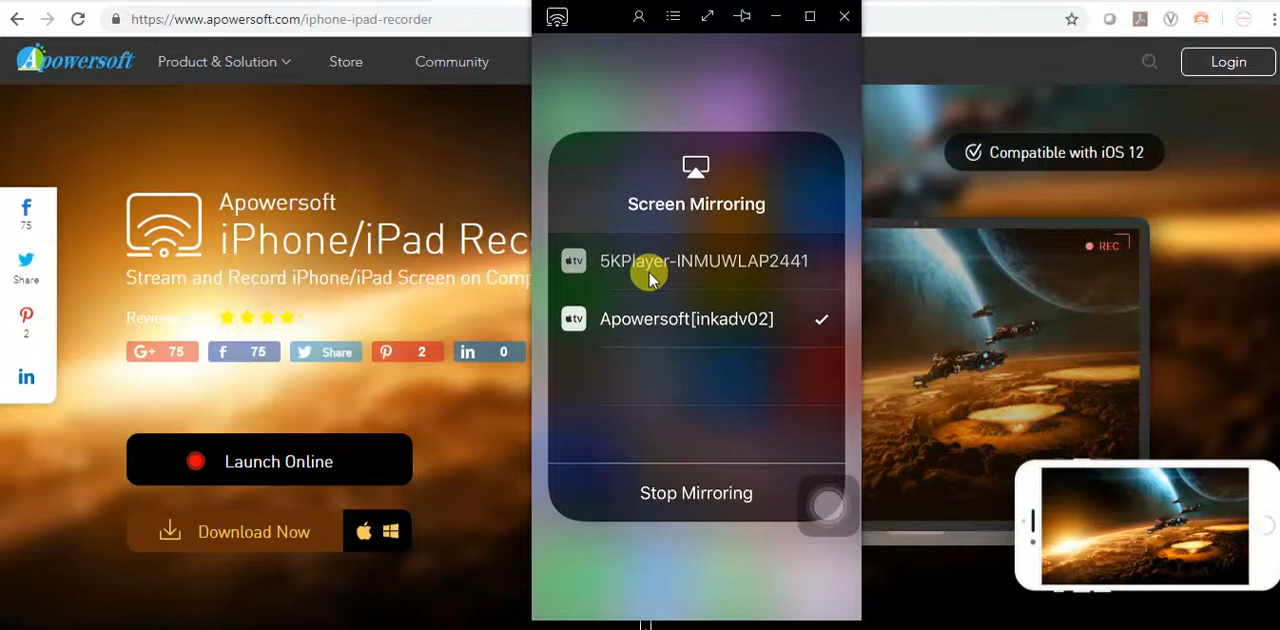 https://www.apowersoft.com/iphone-ipad-recorder
Apowersoft
Product & Solution
Store
Community
Login
Compatible with iOS 12
75
Share
2
Apowersoft
iPhone/iPad Rec
Stream and Record iPhone/iPad Screen on Comp
G+ 75
f 75
Share
2
in 0
Launch Online
Download Now
Screen Mirroring
tv 5KPlayer-INMUWLAP2441
tv Apowersoft[inkadv02]
Stop Mirroring
REC